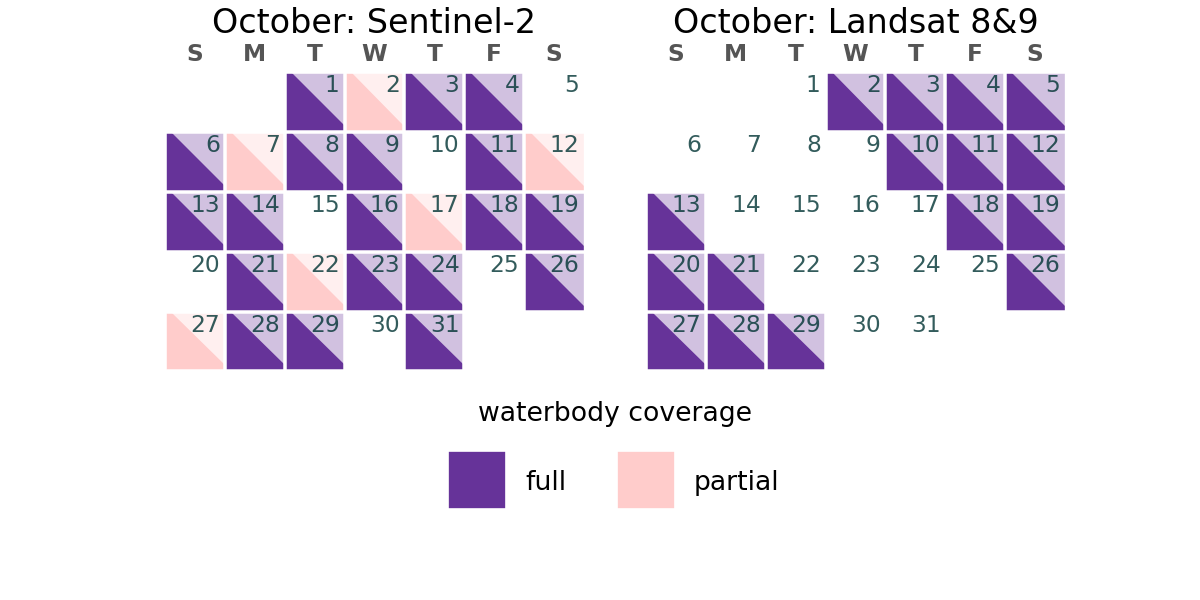 October: Sentinel-2
S M T W T F S
1 2 3 4 5
6 7 8 9 10 11 12
13 14 15 16 17 18 19
20 21 22 23 24 25 26
27 28 29 30 31
October: Landsat 8&9
S M T W T F S
1 2 3 4 5
6 7 8 9 10 11 12
13 14 15 16 17 18 19
20 21 22 23 24 25 26
27 28 29 30 31
waterbody coverage
full partial